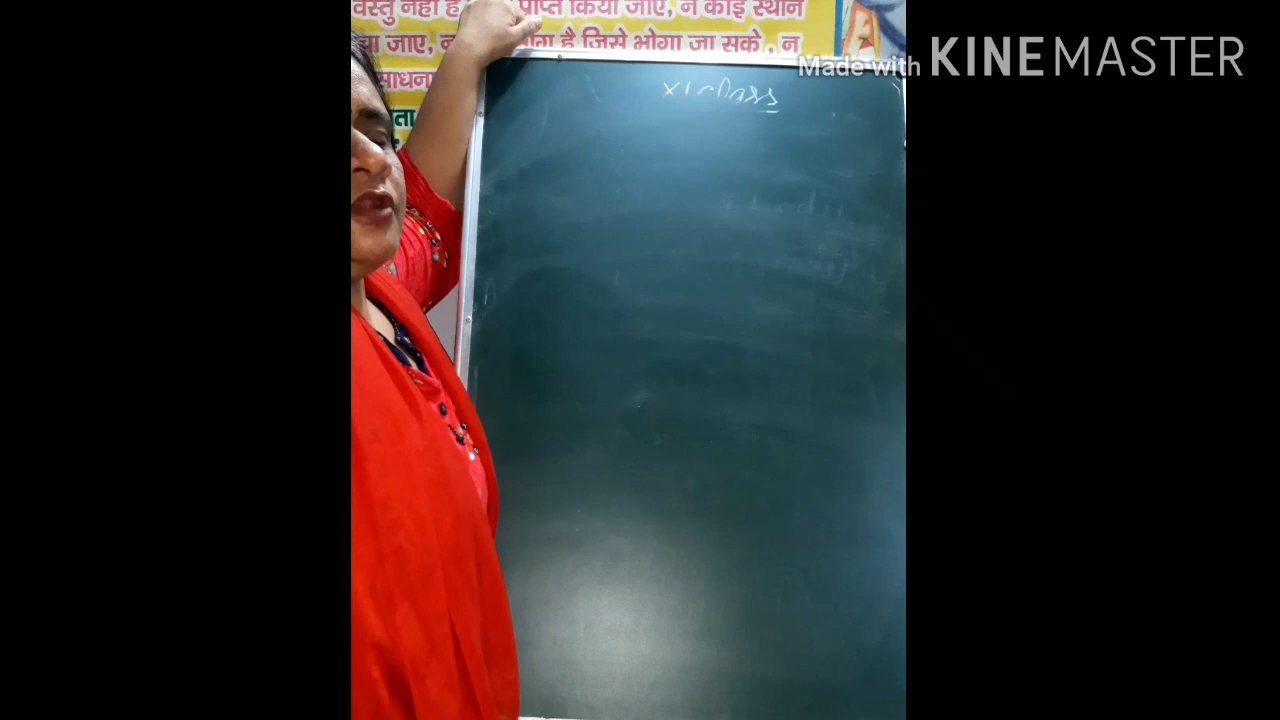 वस्तु नहीं है प्राप्त किया जाए, न कोई स्थान
जाए, न है जिसे भोगा जा सके , न
साधना
ता
Made with KINEMASTER
XI class